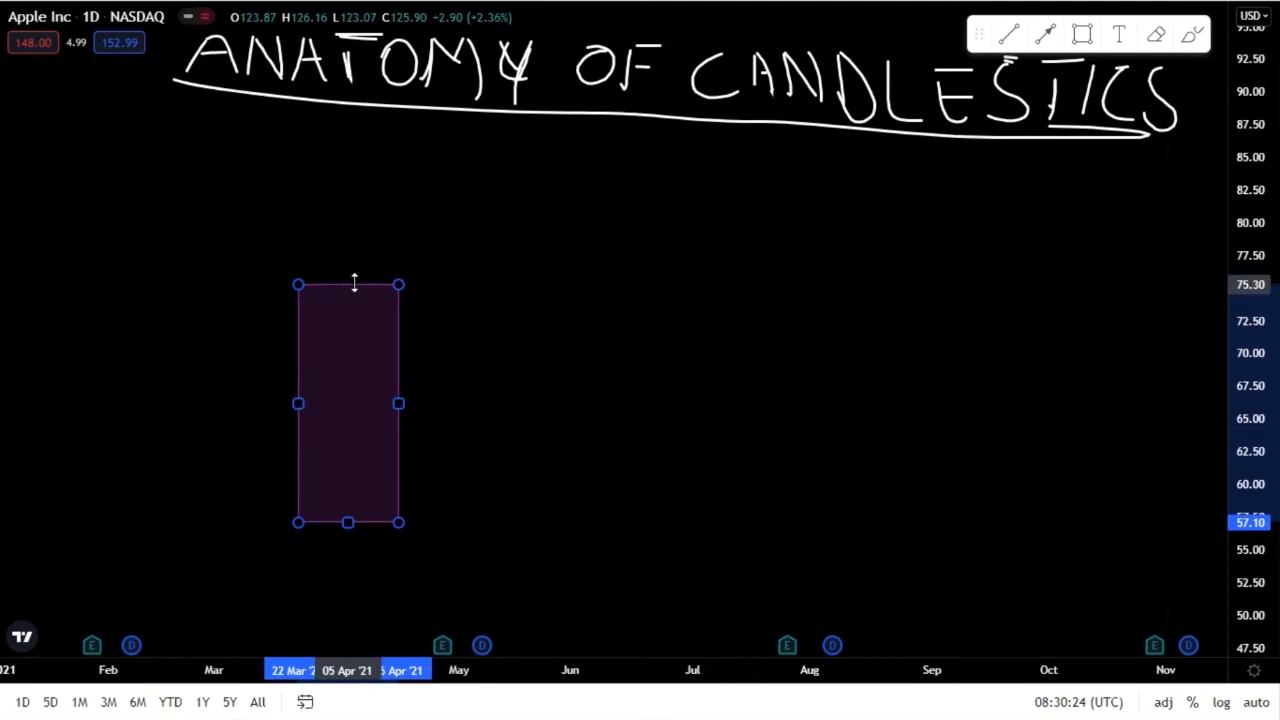 Apple Inc · 1D · NASDAQ O123.87 H126.16 L123.07 C125.90 +2.90 (+2.36%) USD
148.00 4.99 152.99
T
ANATOMY OF CANDLESTICS
92.50
90.00
87.50
85.00
82.50
80.00
77.50
75.30
72.50
70.00
67.50
65.00
62.50
60.00
57.10
55.00
52.50
50.00
47.50
E D E D E D E D
Feb Mar 22 Mar 05 Apr '21 6 Apr '21 May Jun Jul Aug Sep Oct Nov
1D 5D 1M 3M 6M YTD 1Y 5Y All 08:30:24 (UTC) adj % log auto